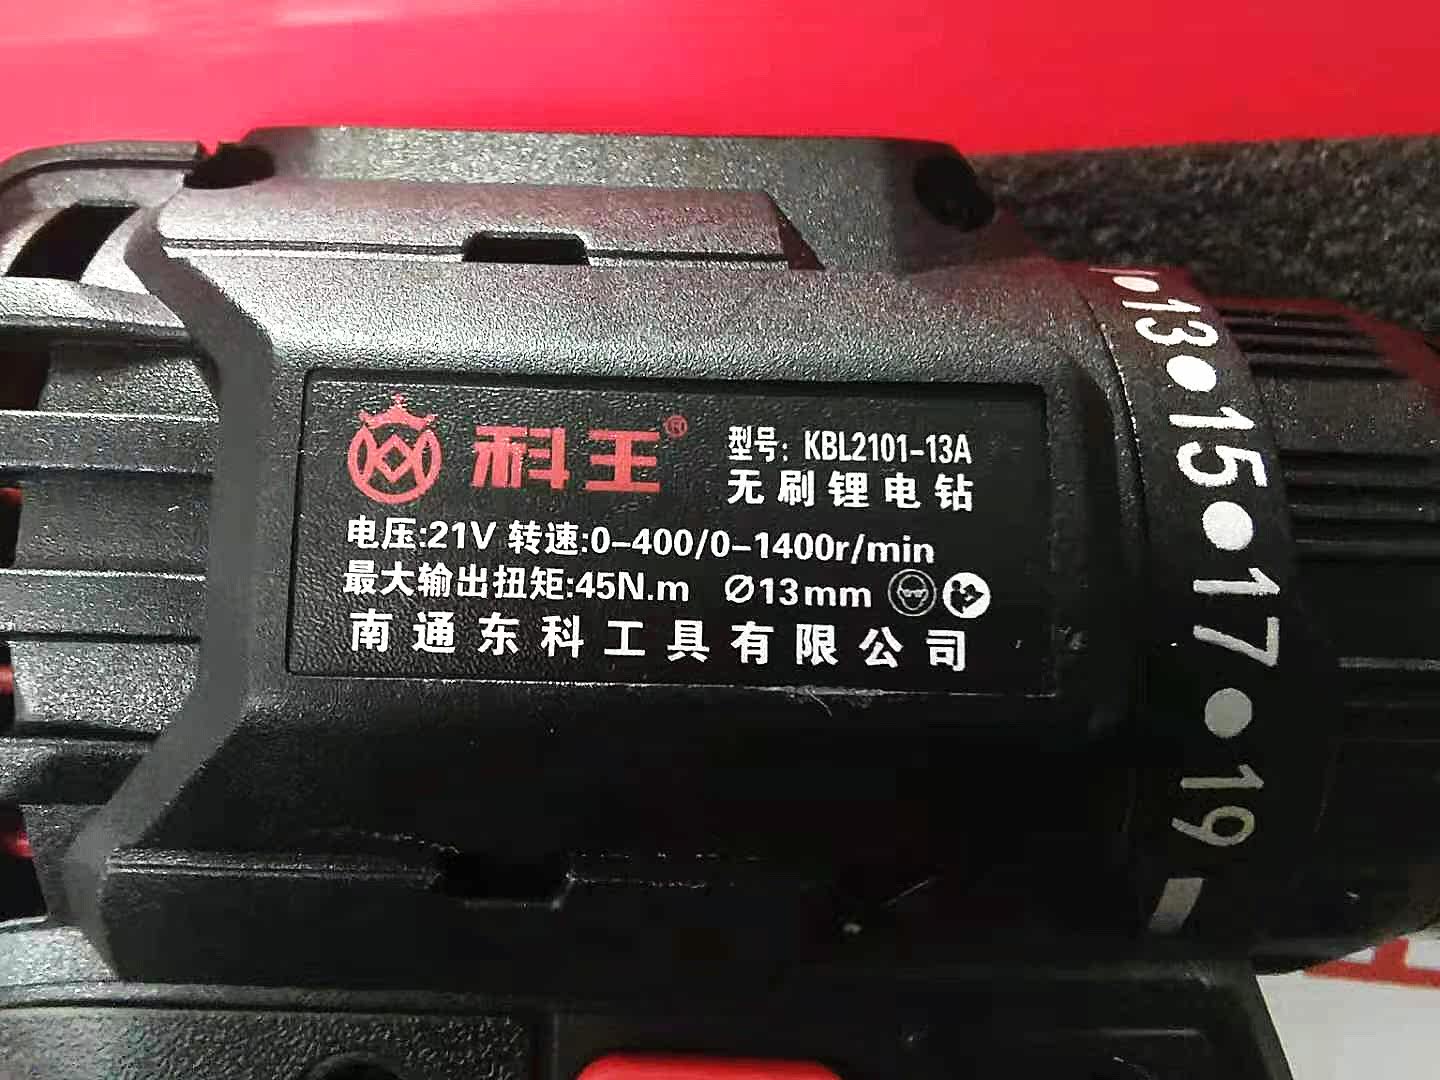 科王®
型号: KBL2101-13A
无刷锂电钻
电压:21V 转速:0-400/0-1400r/min
最大输出扭矩:45N.m Ø13mm
南通东科工具有限公司
13•15•17•19